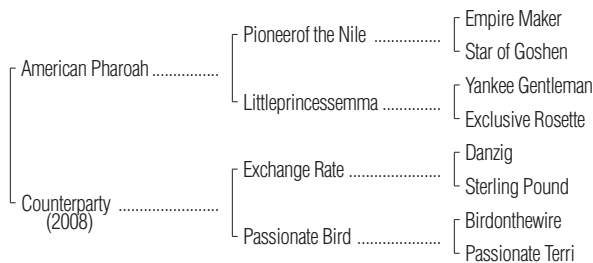 Empire Maker
Pioneerof the Nile ................
Star of Goshen
American Pharoah .............
Yankee Gentleman
Littleprincessemma ............
Exclusive Rosette
Danzig
Exchange Rate ...................
Sterling Pound
Counterparty ....................
(2008)
Birdonthewire
Passionate Bird .................
Passionate Terri